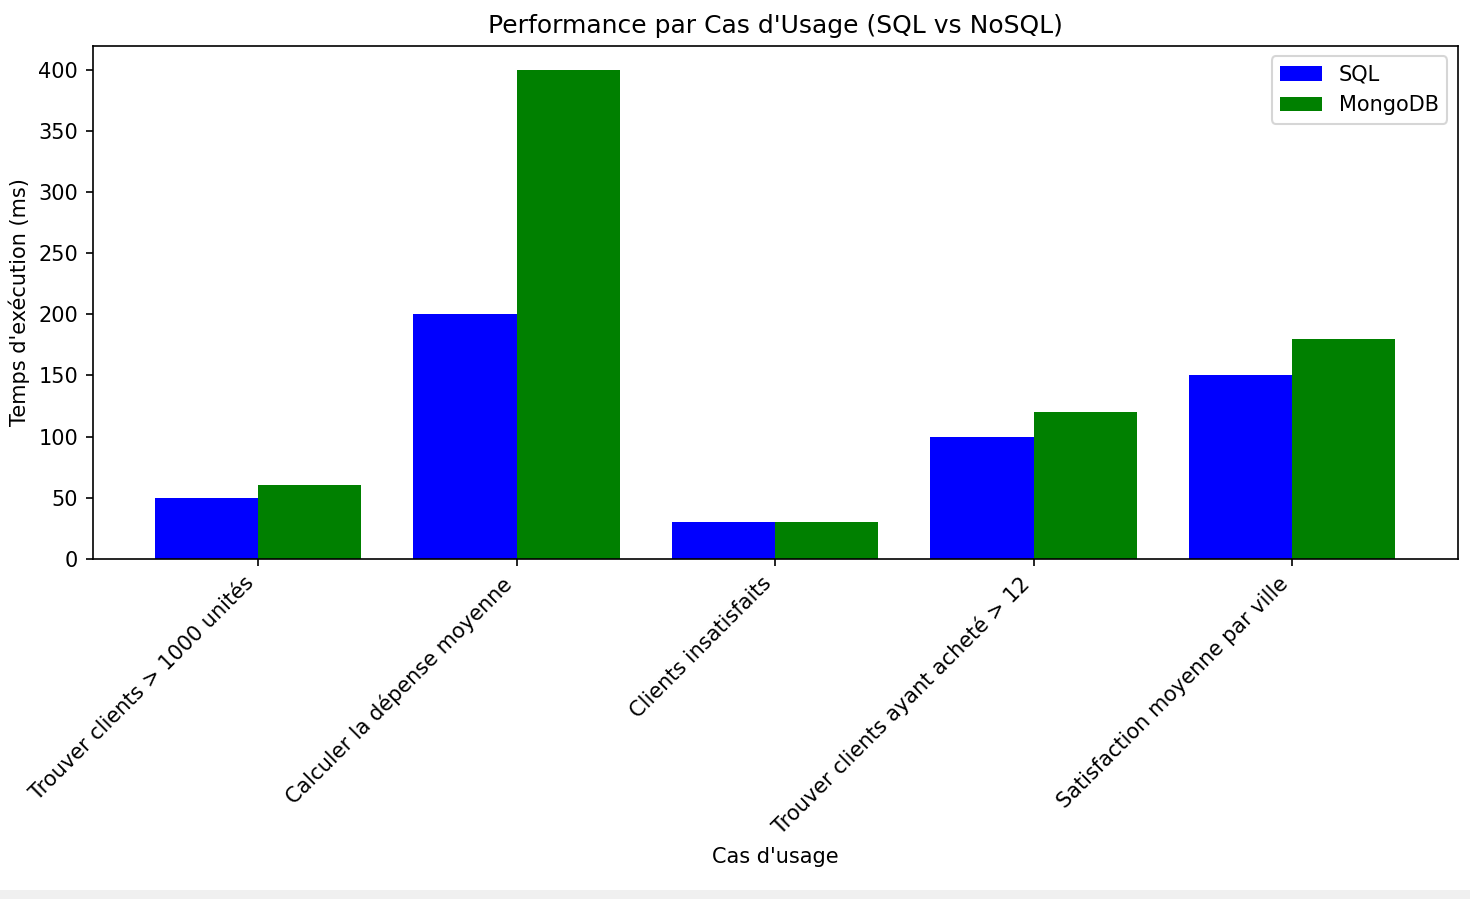 Performance par Cas d'Usage (SQL vs NoSQL)
SQL
MongoDB
Temps d'exécution (ms)
400
350
300
250
200
150
100
50
0
Trouver clients > 1000 unités
Calculer la dépense moyenne
Clients insatisfaits
Trouver clients ayant acheté > 12
Satisfaction moyenne par ville
Cas d'usage